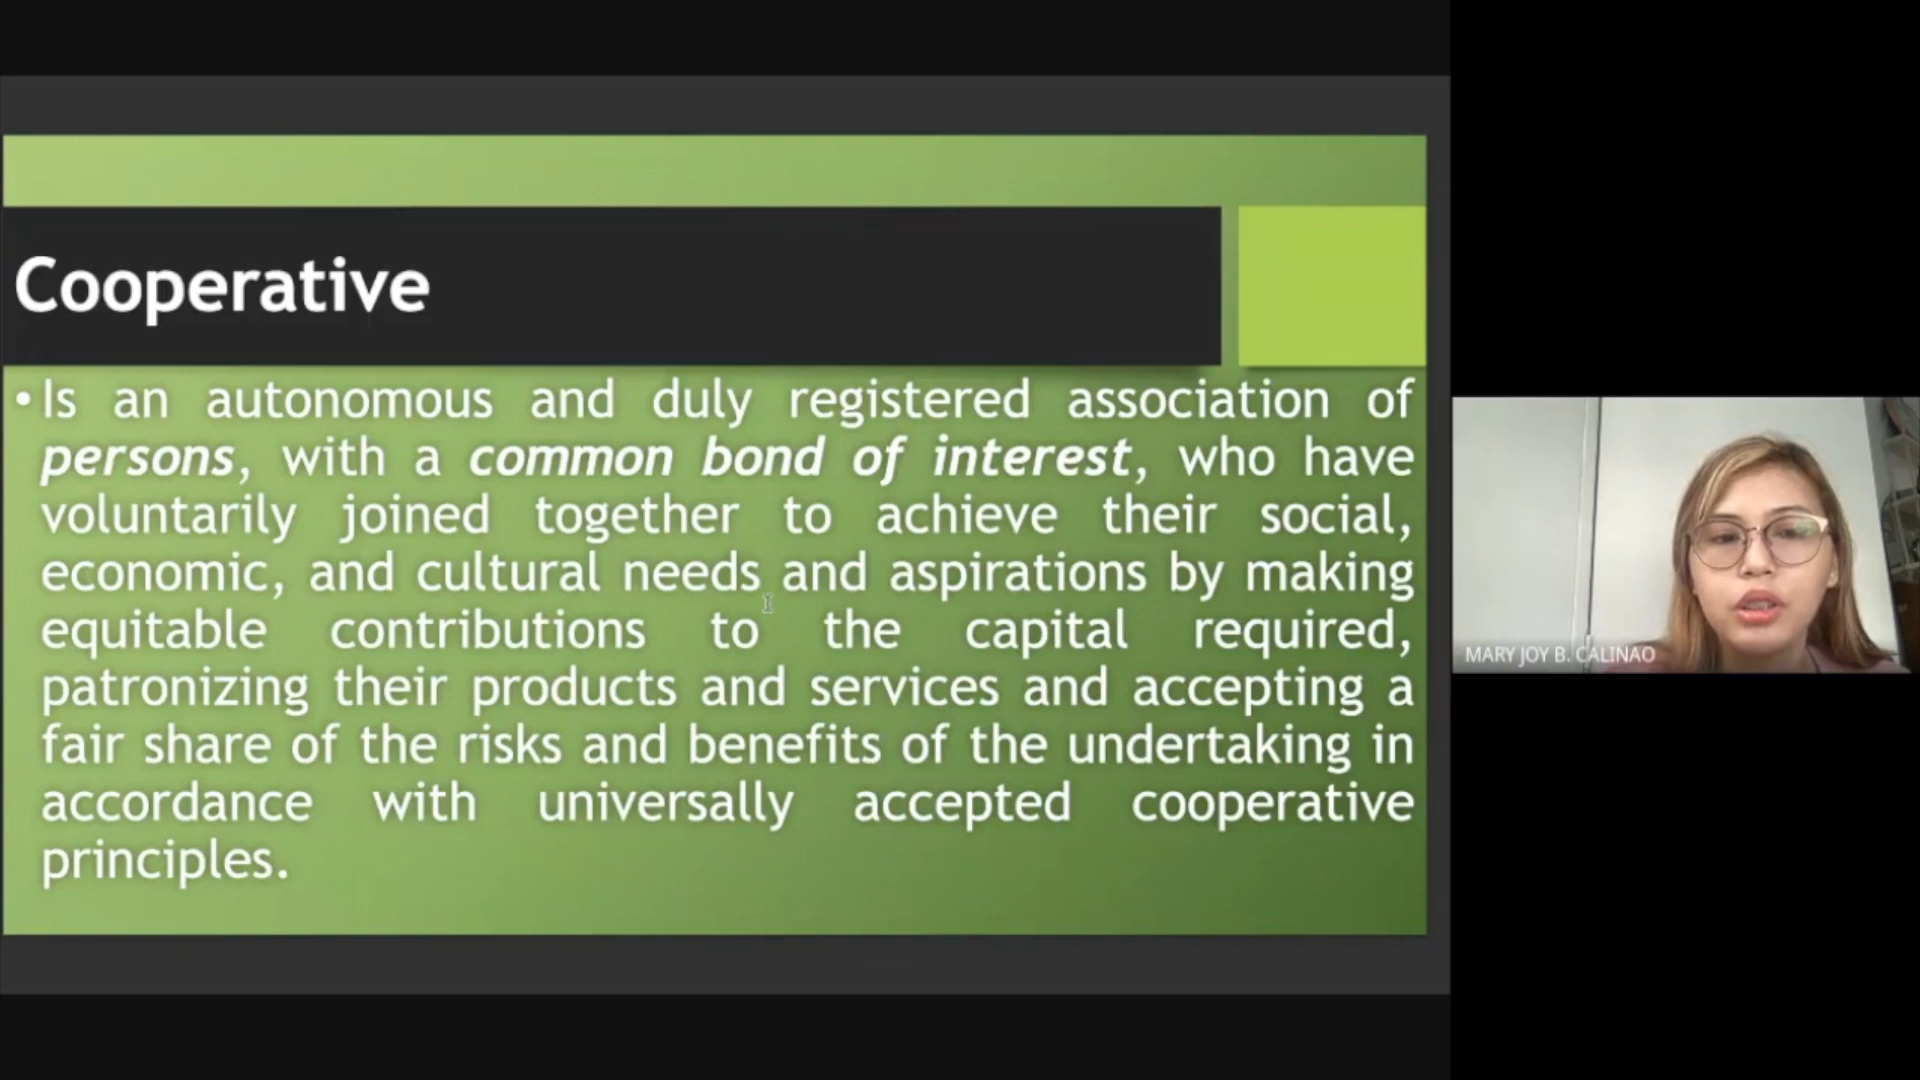 Cooperative
• Is an autonomous and duly registered association of
persons, with a common bond of interest, who have
voluntarily joined together to achieve their social,
economic, and cultural needs and aspirations by making
equitable contributions to the capital required,
patronizing their products and services and accepting a
fair share of the risks and benefits of the undertaking in
accordance with universally accepted cooperative
principles.
MARY JOY B. CALINAO